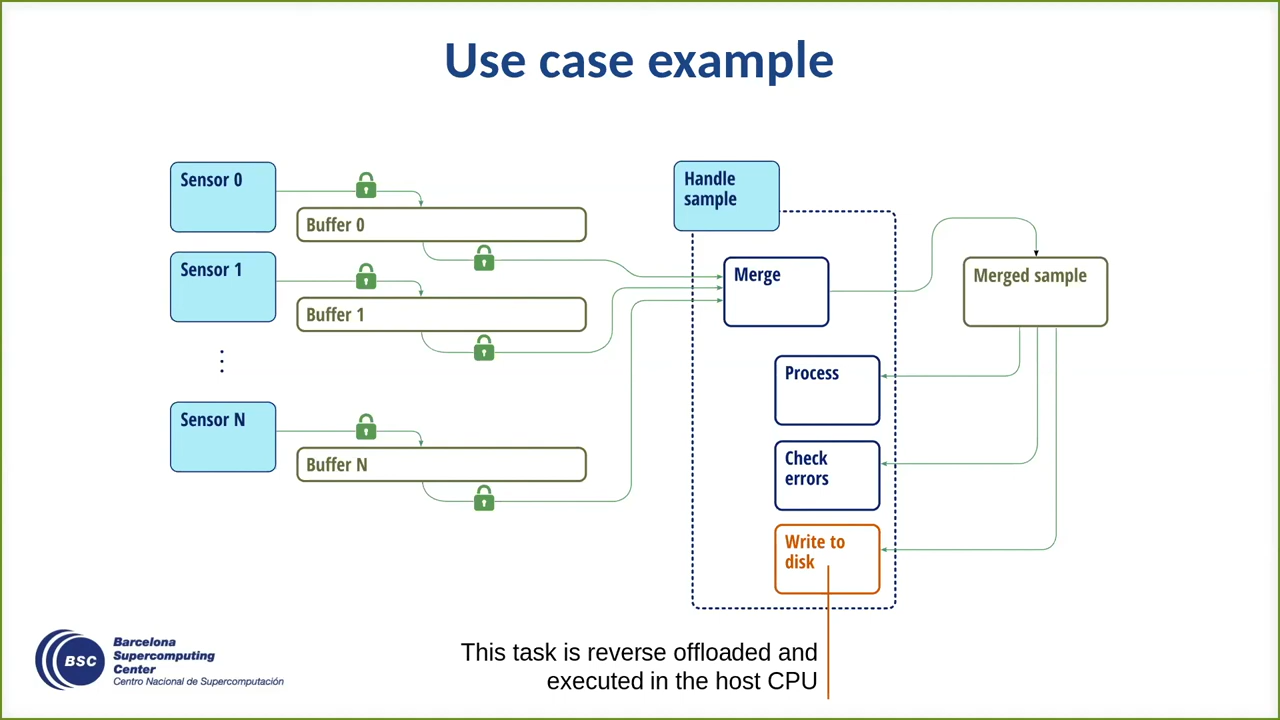 Use case example
Sensor 0
Buffer 0
Sensor 1
Buffer 1
Sensor N
Buffer N
Handle
sample
Merge
Merged sample
Process
Check
errors
Write to
disk
This task is reverse offloaded and
executed in the host CPU
BSC
Barcelona
Supercomputing
Center
Centro Nacional de Supercomputación